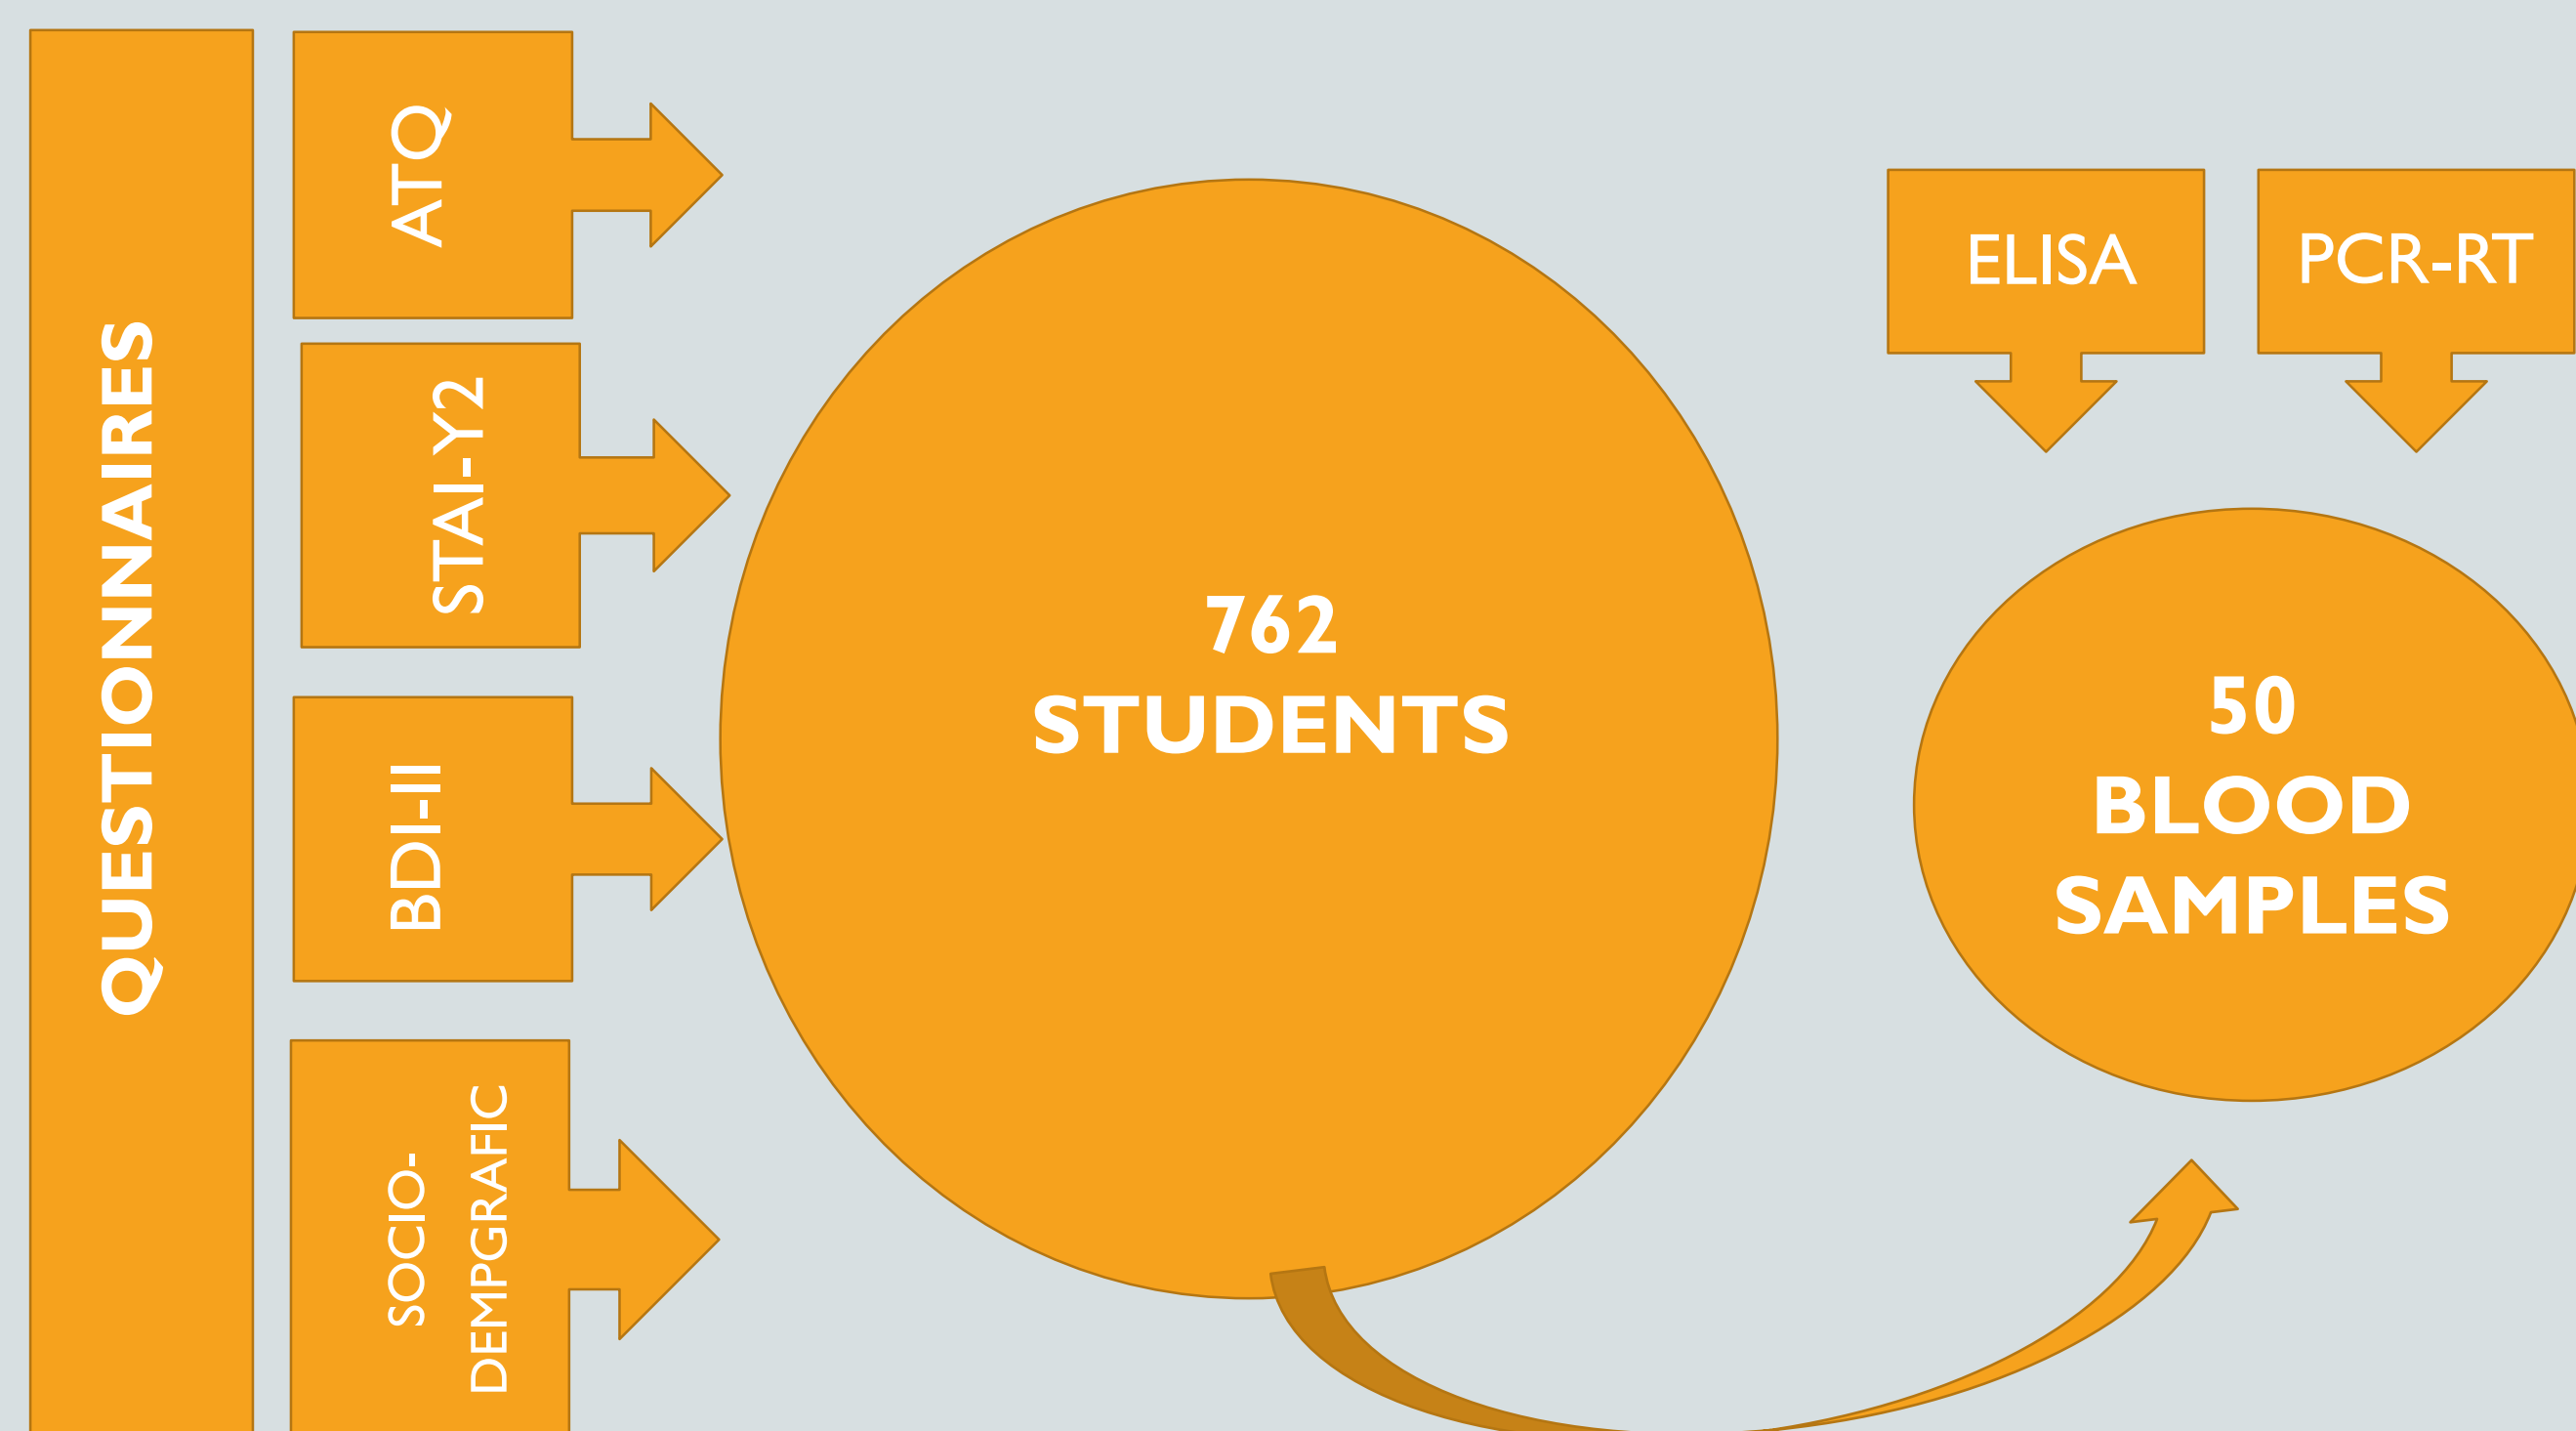 QUESTIONNAIRES
ATQ
STAI-Y2
BDI-II
SOCIO-
DEMPGRAFIC
762
STUDENTS
ELISA
PCR-RT
50
BLOOD
SAMPLES